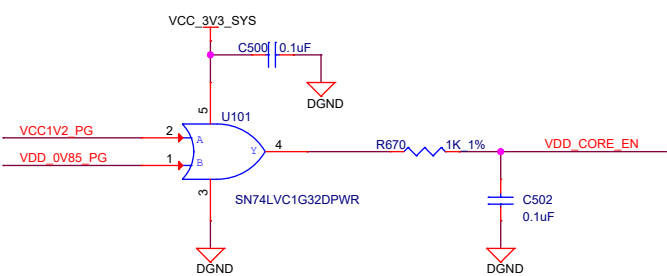 VCC_3V3_SYS
C500 0.1uF
DGND
5
U101
VCC1V2_PG
2
A
Y
4
R670
1K_1%
VDD_CORE_EN
VDD_0V85_PG
1
B
3
SN74LVC1G32DPWR
C502
0.1uF
DGND
DGND